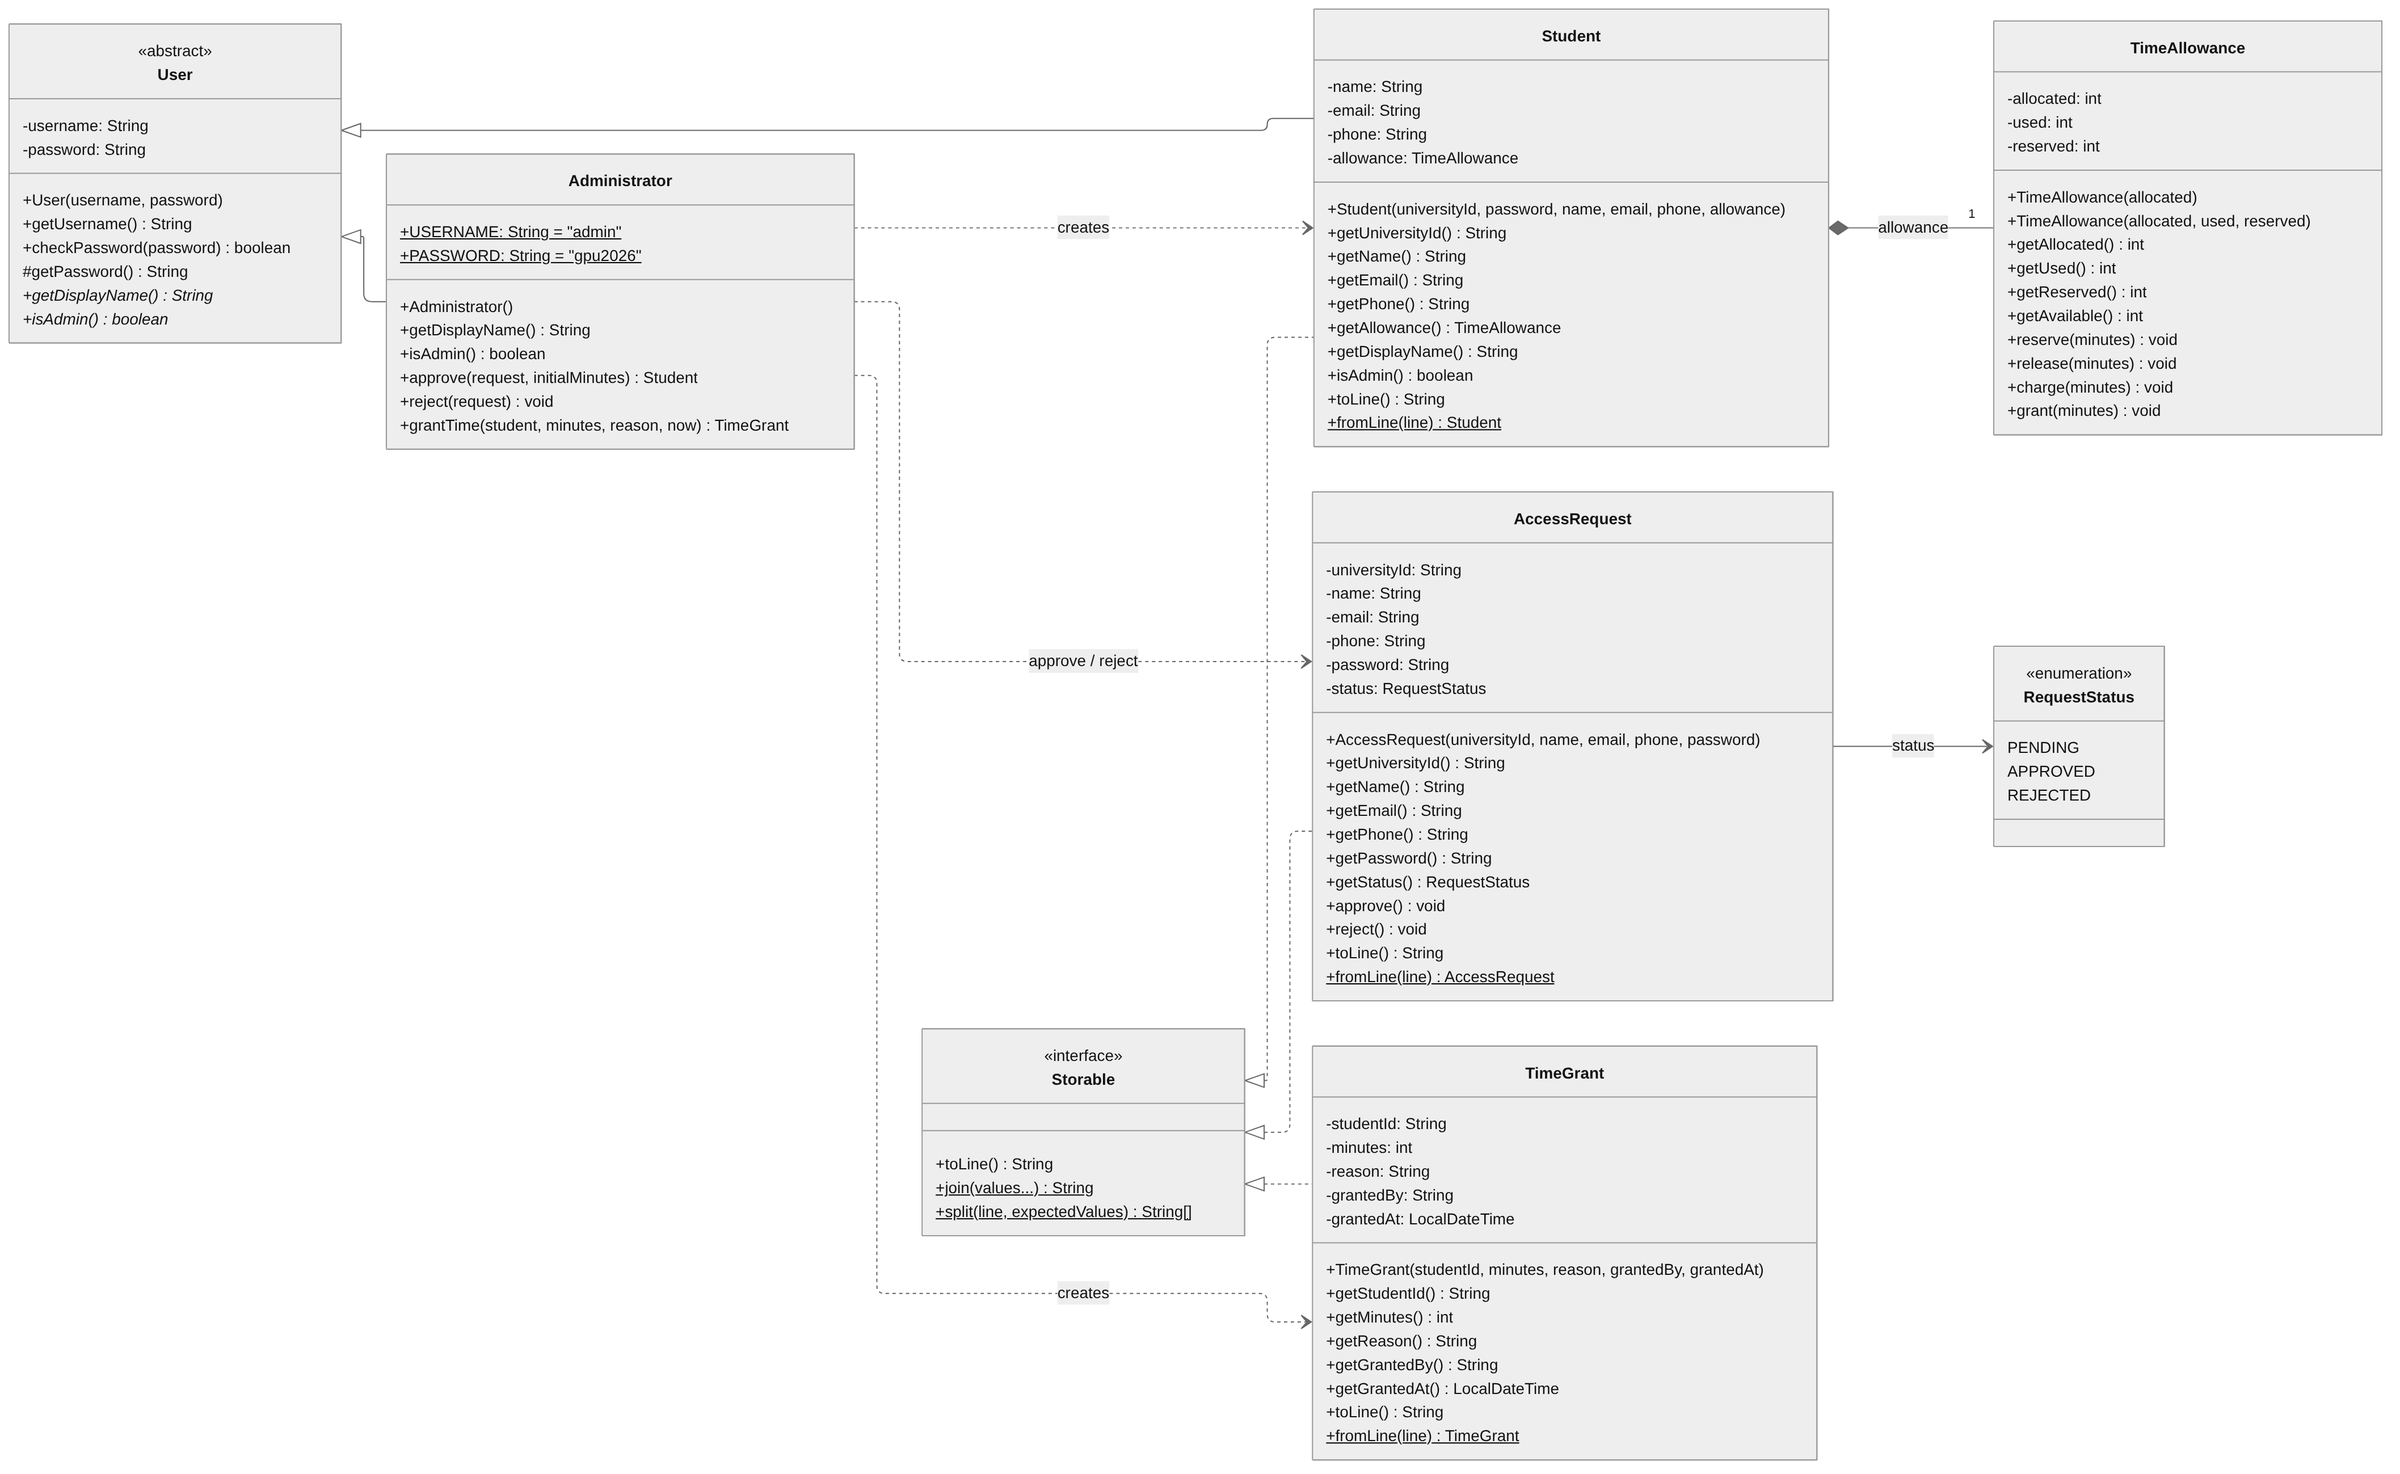 «abstract»
User
-username: String
-password: String
+User(username, password)
+getUsername() : String
+checkPassword(password) : boolean
#getPassword() : String
+getDisplayName() : String
+isAdmin() : boolean
Administrator
+USERNAME: String = "admin"
+PASSWORD: String = "gpu2026"
+Administrator()
+getDisplayName() : String
+isAdmin() : boolean
+approve(request, initialMinutes) : Student
+reject(request) : void
+grantTime(student, minutes, reason, now) : TimeGrant
creates
Student
-name: String
-email: String
-phone: String
-allowance: TimeAllowance
+Student(universityId, password, name, email, phone, allowance)
+getUniversityId() : String
+getName() : String
+getEmail() : String
+getPhone() : String
+getAllowance() : TimeAllowance
+getDisplayName() : String
+isAdmin() : boolean
+toLine() : String
+fromLine(line) : Student
allowance
1
TimeAllowance
-allocated: int
-used: int
-reserved: int
+TimeAllowance(allocated)
+TimeAllowance(allocated, used, reserved)
+getAllocated() : int
+getUsed() : int
+getReserved() : int
+getAvailable() : int
+reserve(minutes) : void
+release(minutes) : void
+charge(minutes) : void
+grant(minutes) : void
approve / reject
AccessRequest
-universityId: String
-name: String
-email: String
-phone: String
-password: String
-status: RequestStatus
+AccessRequest(universityId, name, email, phone, password)
+getUniversityId() : String
+getName() : String
+getEmail() : String
+getPhone() : String
+getPassword() : String
+getStatus() : RequestStatus
+approve() : void
+reject() : void
+toLine() : String
+fromLine(line) : AccessRequest
status
«enumeration»
RequestStatus
PENDING
APPROVED
REJECTED
«interface»
Storable
+toLine() : String
+join(values...) : String
+split(line, expectedValues) : String[]
creates
TimeGrant
-studentId: String
-minutes: int
-reason: String
-grantedBy: String
-grantedAt: LocalDateTime
+TimeGrant(studentId, minutes, reason, grantedBy, grantedAt)
+getStudentId() : String
+getMinutes() : int
+getReason() : String
+getGrantedBy() : String
+getGrantedAt() : LocalDateTime
+toLine() : String
+fromLine(line) : TimeGrant